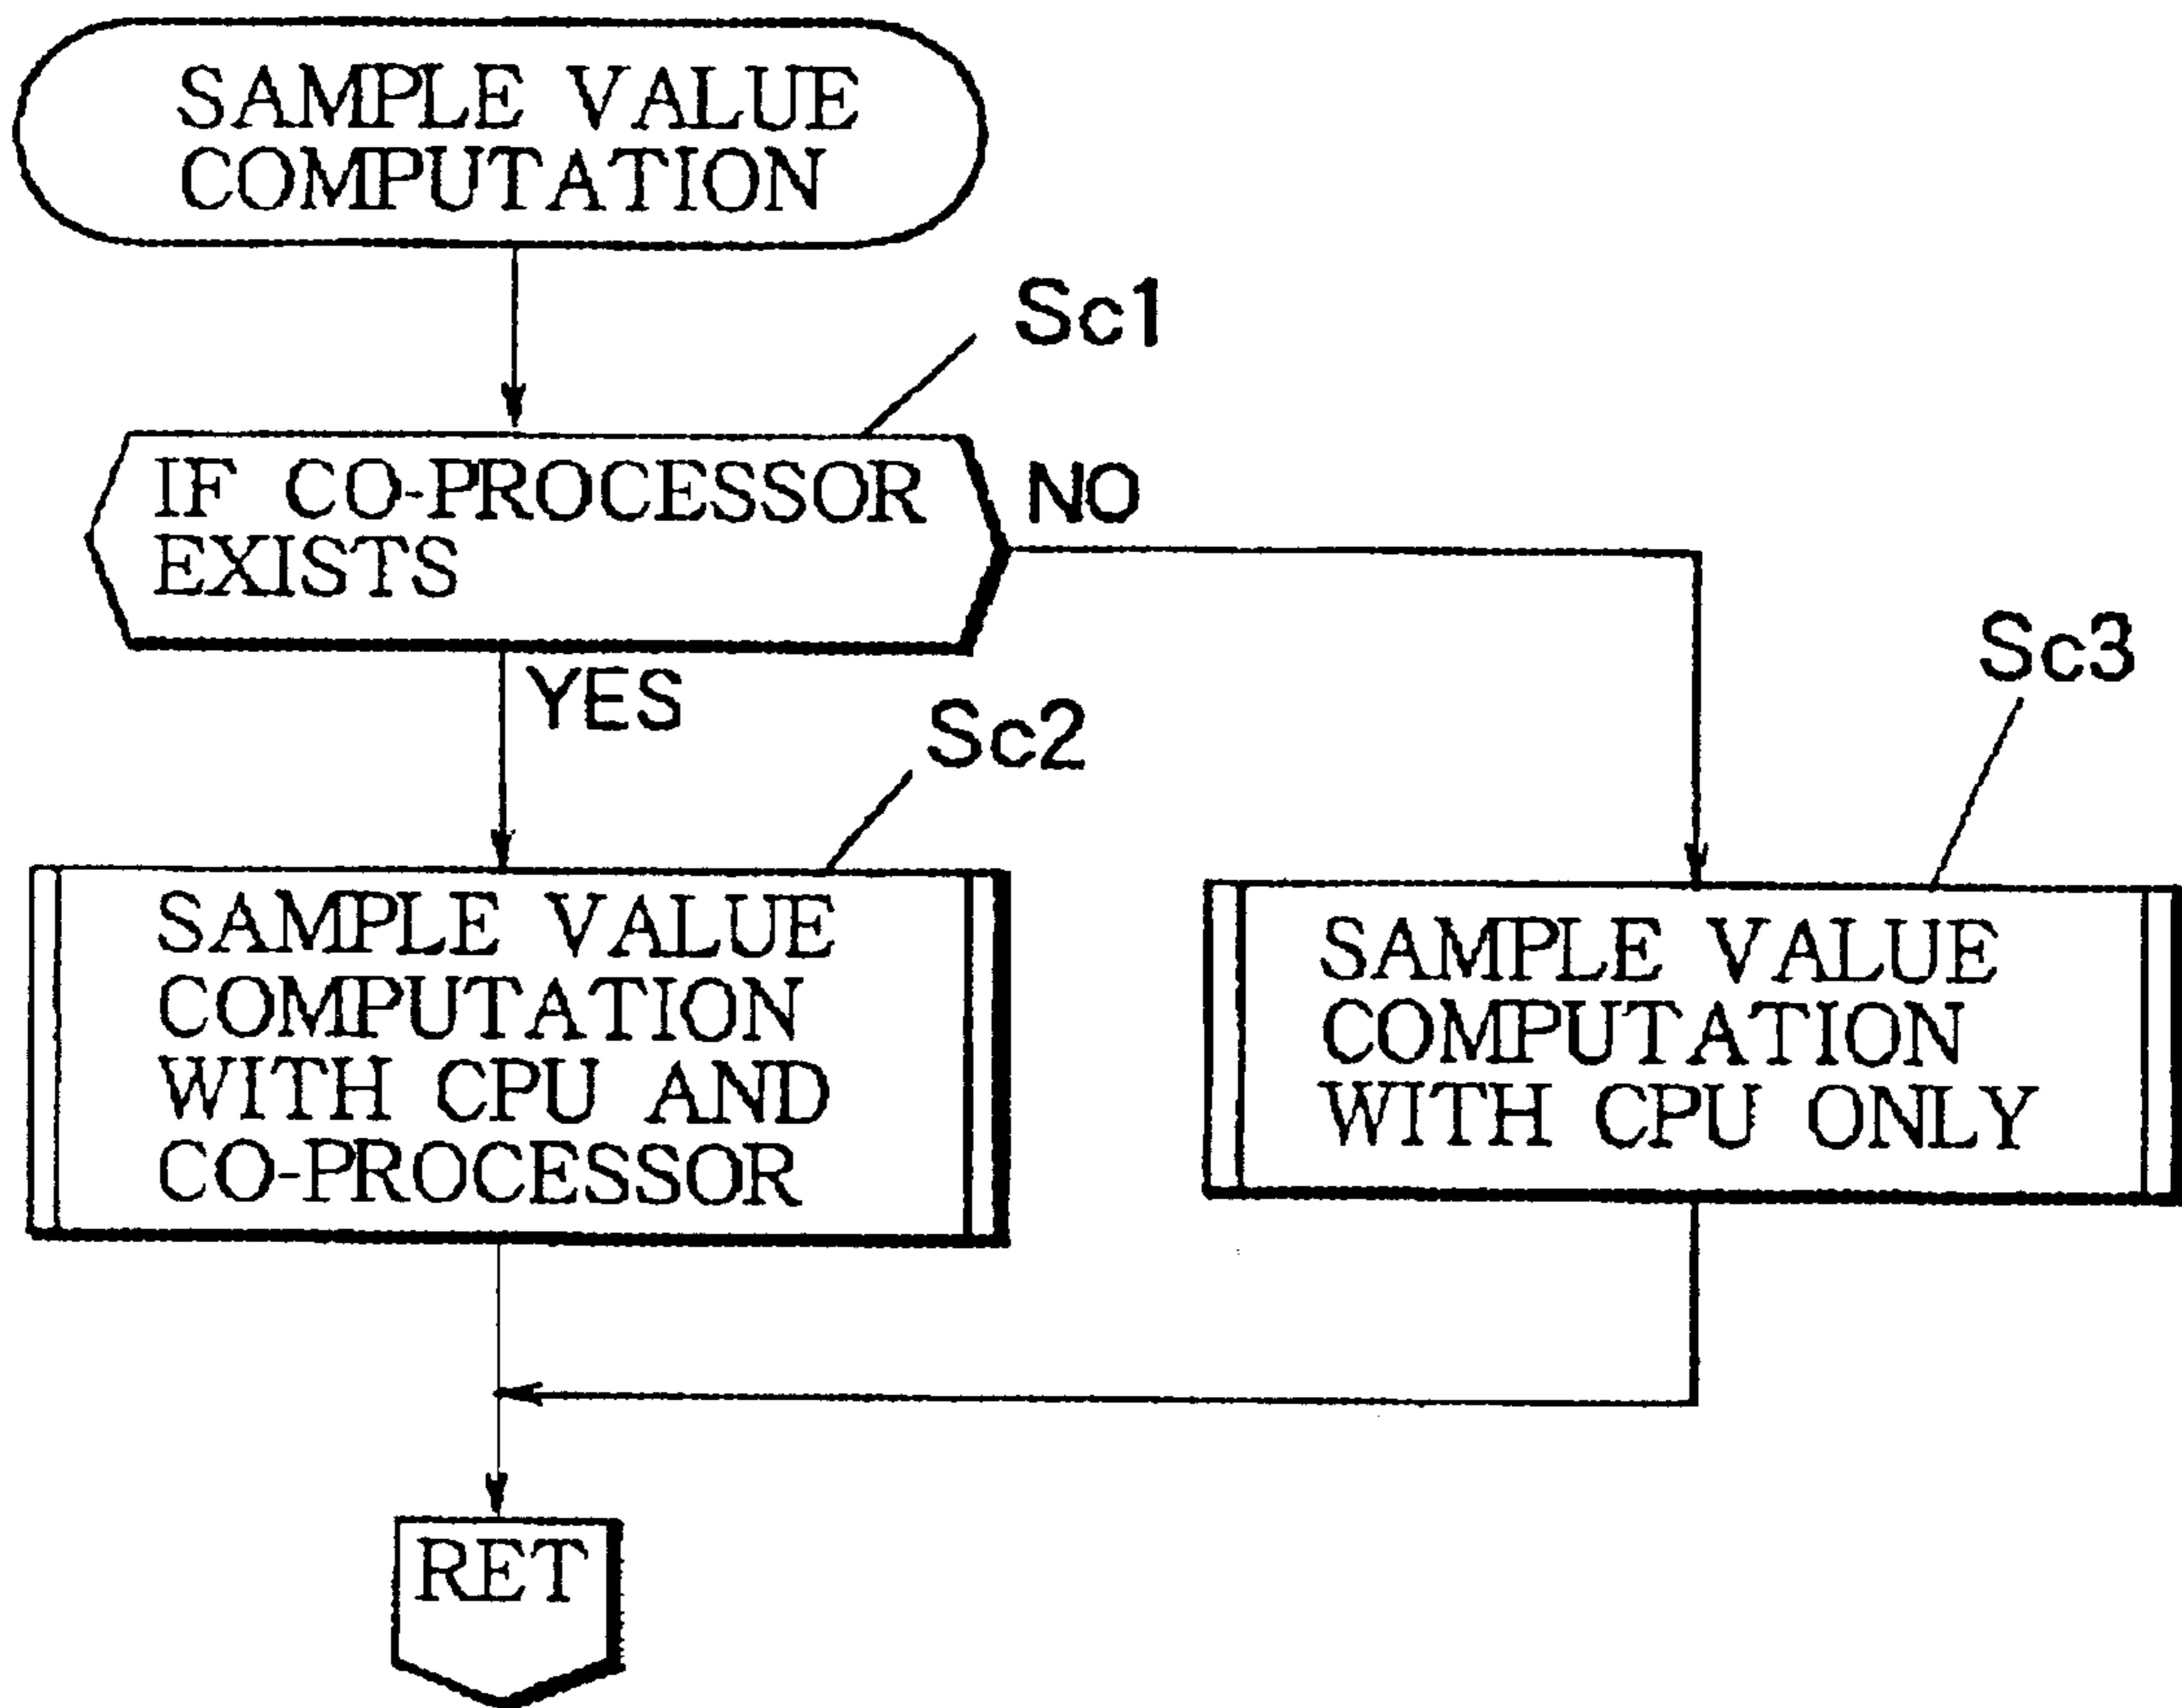 SAMPLE VALUE
COMPUTATION
Sc1
IF CO-PROCESSOR
EXISTS
NO
YES
Sc2
Sc3
SAMPLE VALUE
COMPUTATION
WITH CPU AND
CO-PROCESSOR
SAMPLE VALUE
COMPUTATION
WITH CPU ONLY
RET